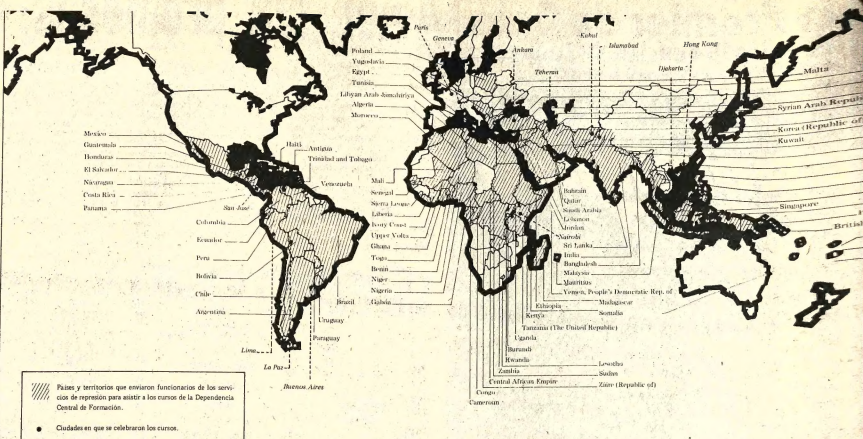 Paris
Geneva
Ankara
Teheran
Kabul
Islamabad
Djakarta
Hong Kong
Poland
Yugoslavia
Egypt
Tunisia
Libyan Arab Jamahiriya
Algeria
Morocco
Malta
Syrian Arab Repu
Korea (Republic of
Kuwait
Singapore
British
Mexico
Guatemala
Honduras
El Salvador
Nicaragua
Costa Rica
Panama
San José
Haiti
Antigua
Trinidad and Tobago
Venezuela
Colombia
Ecuador
Peru
Bolivia
Chile
Argentina
Brazil
Uruguay
Paraguay
Lima
La Paz
Buenos Aires
Mali
Senegal
Sierra Leone
Liberia
Ivory Coast
Upper Volta
Ghana
Togo
Benin
Niger
Nigeria
Gabon
Bahrain
Qatar
Saudi Arabia
Lebanon
Jordan
Nairobi
Sri Lanka
India
Bangladesh
Malaysia
Mauritius
Yemen, People's Democratic Rep. of
Madagascar
Ethiopia
Somalia
Kenya
Tanzania (The United Republic)
Uganda
Burundi
Rwanda
Lesotho
Zambia
Sudan
Central African Empire
Zaire (Republic of)
Congo
Cameroun
Países y territorios que enviaron funcionarios de los servi-
cios de represión para asistir a los cursos de la Dependencia
Central de Formación.
Ciudades en que se celebraron los cursos.